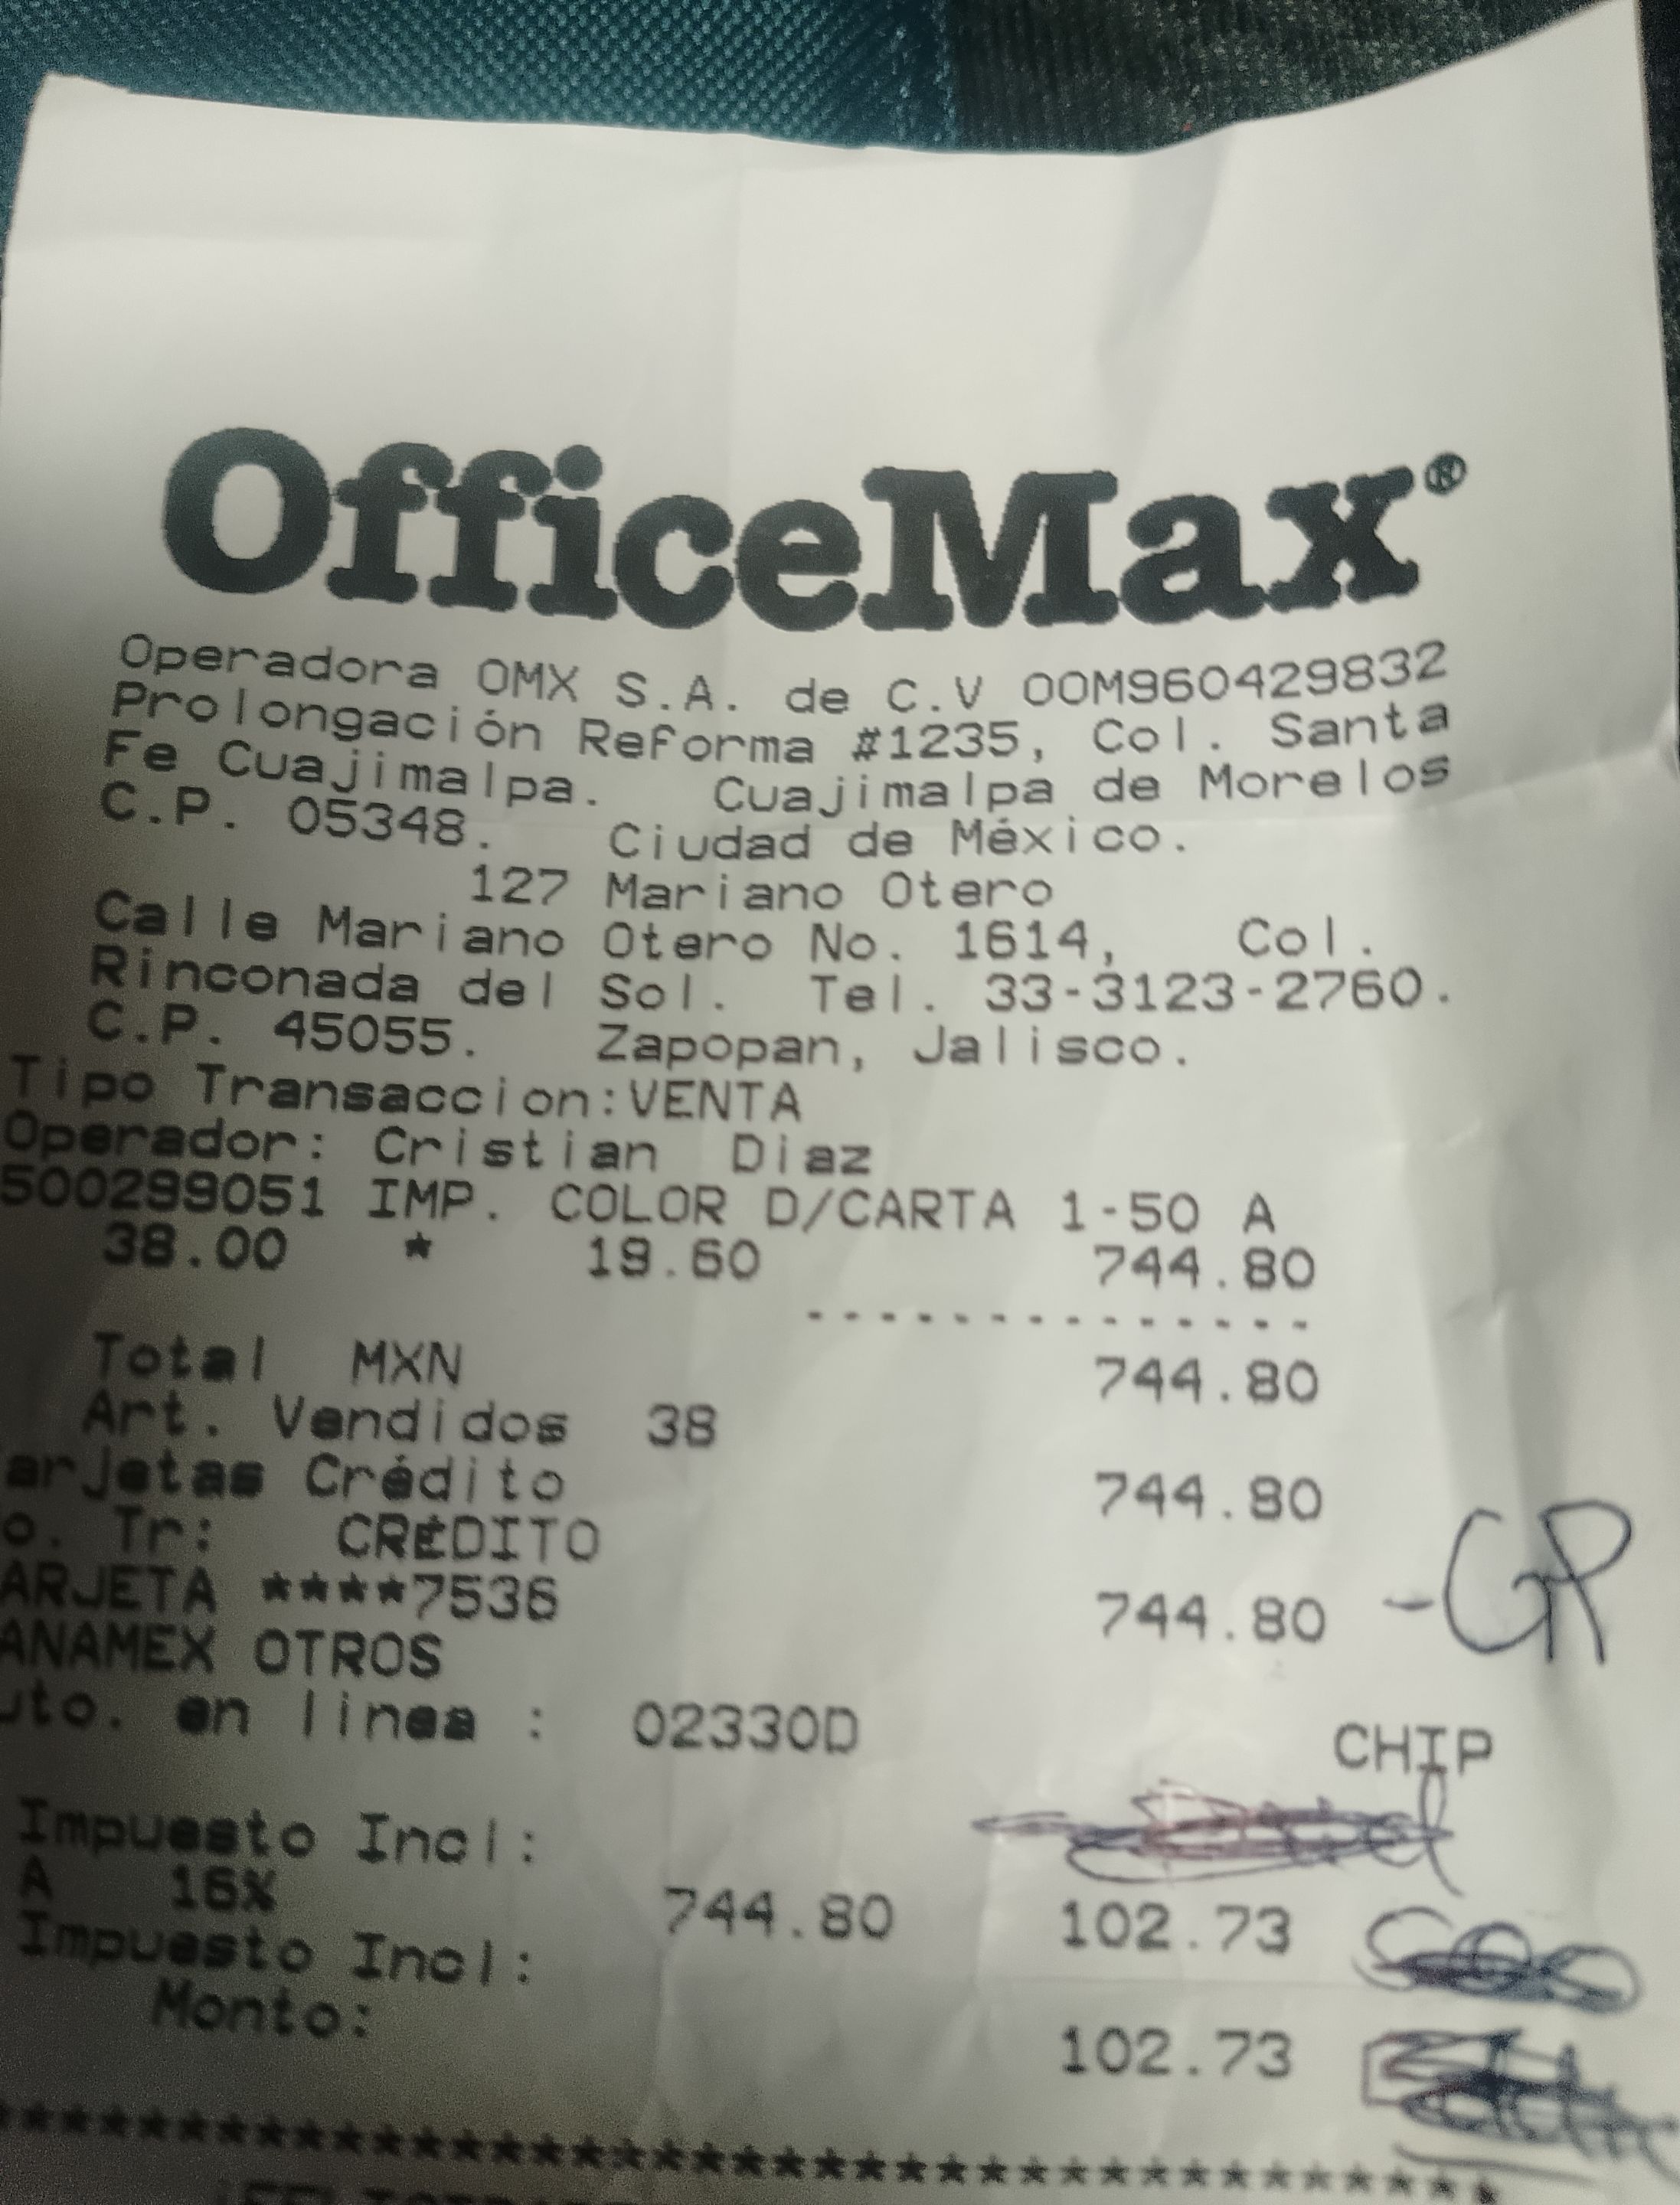 OfficeMax®
Operadora OMX S.A. de C.V OOM960429832
Prolongación Reforma #1235, Col. Santa
Fe Cuajimalpa. Cuajimalpa de Morelos
C.P. 05348. Ciudad de México.
127 Mariano Otero
Calle Mariano Otero No. 1614, Col.
Rinconada del Sol. Tel. 33-3123-2760.
C.P. 45055. Zapopan, Jalisco.
Tipo Transaccion:VENTA
Operador: Cristian Diaz
500299051 IMP. COLOR D/CARTA 1-50 A
38.00 * 19.60 744.80
--------------
Total MXN 744.80
Art. Vendidos 38
arjetas Crédito 744.80
o. Tr: CRÉDITO
ARJETA ****7536 744.80 -GP
ANAMEX OTROS
uto. en linea : 02330D CHIP
Impuesto Incl:
A 16% 744.80 102.73
Impuesto Incl:
Monto: 102.73